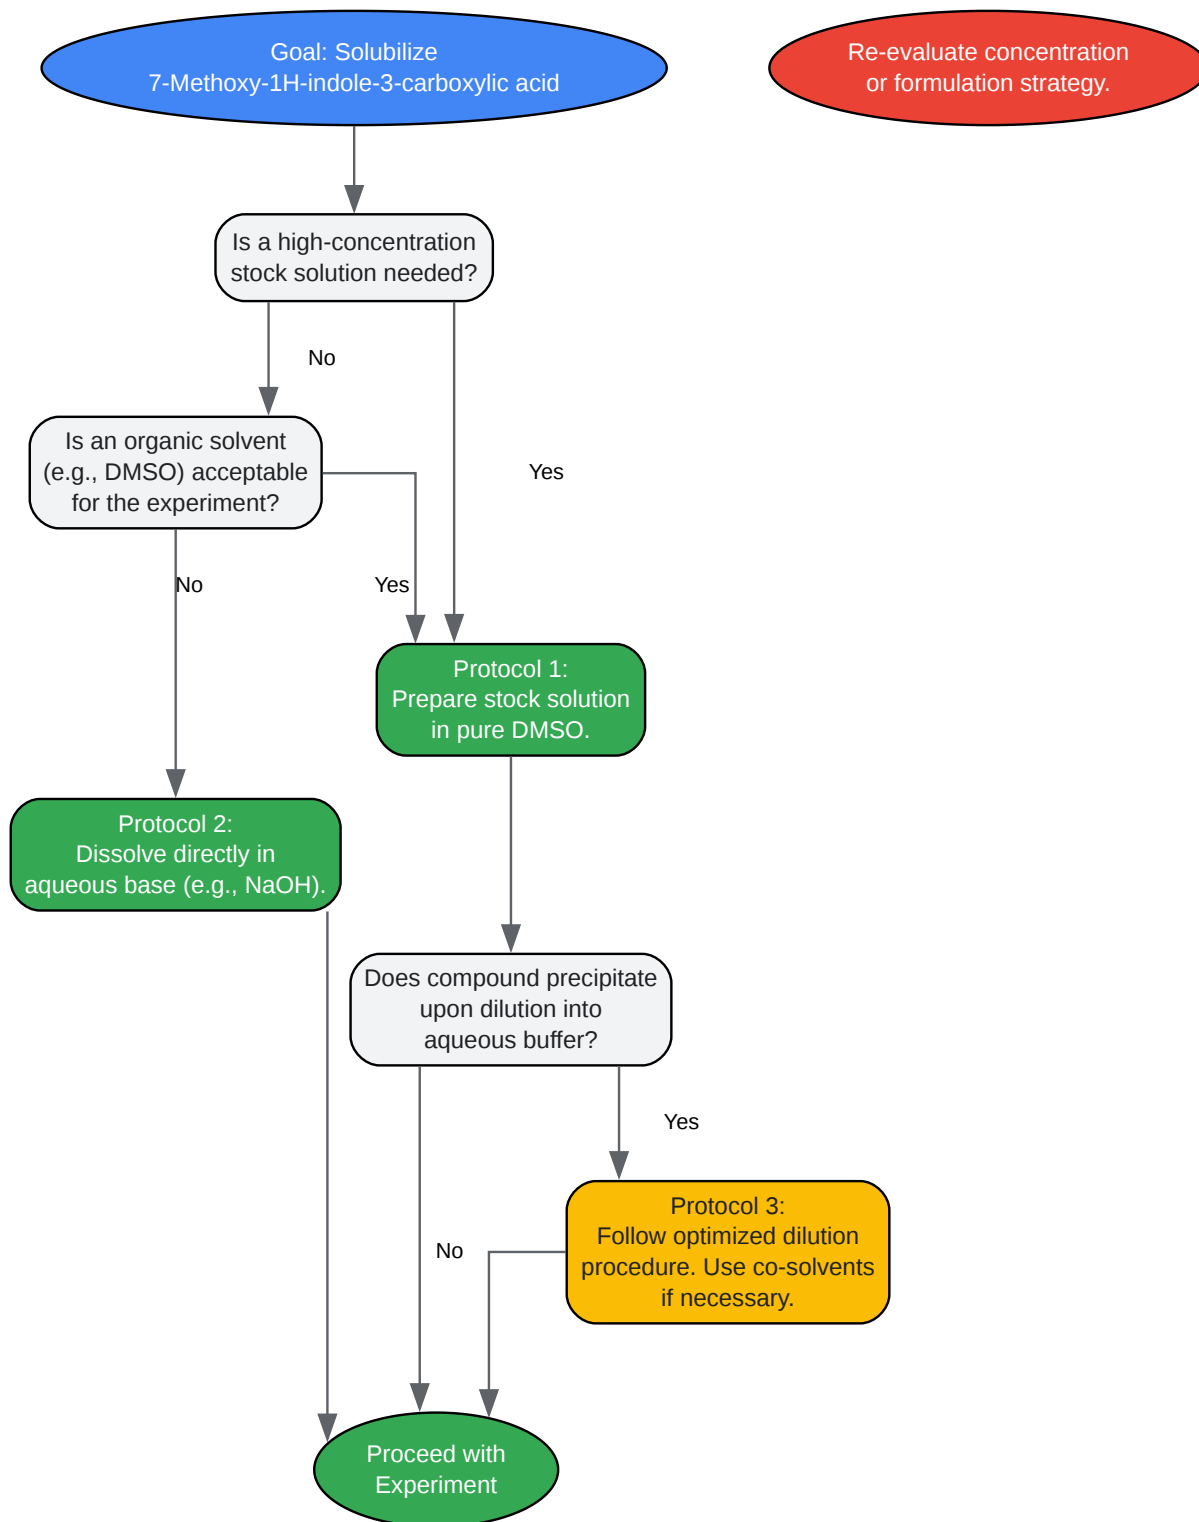 Goal: Solubilize
7-Methoxy-1H-indole-3-carboxylic acid
Re-evaluate concentration
or formulation strategy.
Is a high-concentration
stock solution needed?
No
Yes
Is an organic solvent
(e.g., DMSO) acceptable
for the experiment?
No
Yes
Protocol 1:
Prepare stock solution
in pure DMSO.
Protocol 2:
Dissolve directly in
aqueous base (e.g., NaOH).
Does compound precipitate
upon dilution into
aqueous buffer?
Yes
No
Protocol 3:
Follow optimized dilution
procedure. Use co-solvents
if necessary.
Proceed with
Experiment